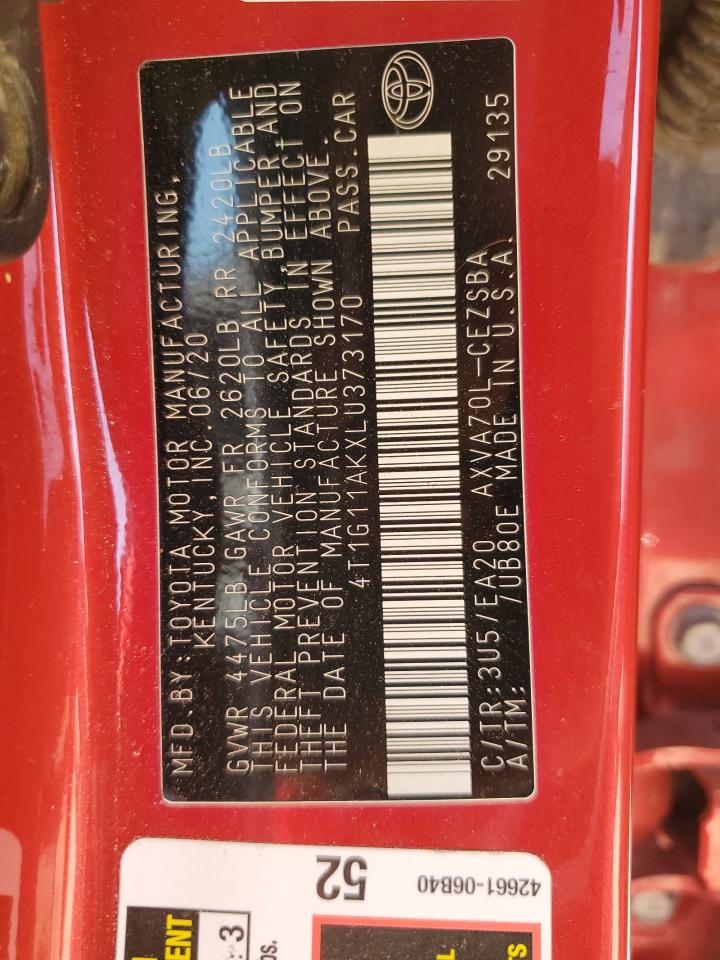 MFD.BY:TOYOTA MOTOR MANUFACTURING,
KENTUCKY,INC.06/20
GVWR 4475LB GAWR FR 2620LB RR 2420LB
THIS VEHICLE CONFORMS TO ALL APPLICABLE
FEDERAL MOTOR VEHICLE SAFETY,BUMPER,AND
THEFT PREVENTION STANDARDS IN EFFECT ON
THE DATE OF MANUFACTURE SHOWN ABOVE.
4T1G11AKXLU373170 PASS.CAR
C/TR:3U5/EA20 AXVA70L-CEZSBA 29135
A/TM: /UB80E MADE IN U.S.A.
52
42661-06B40
3